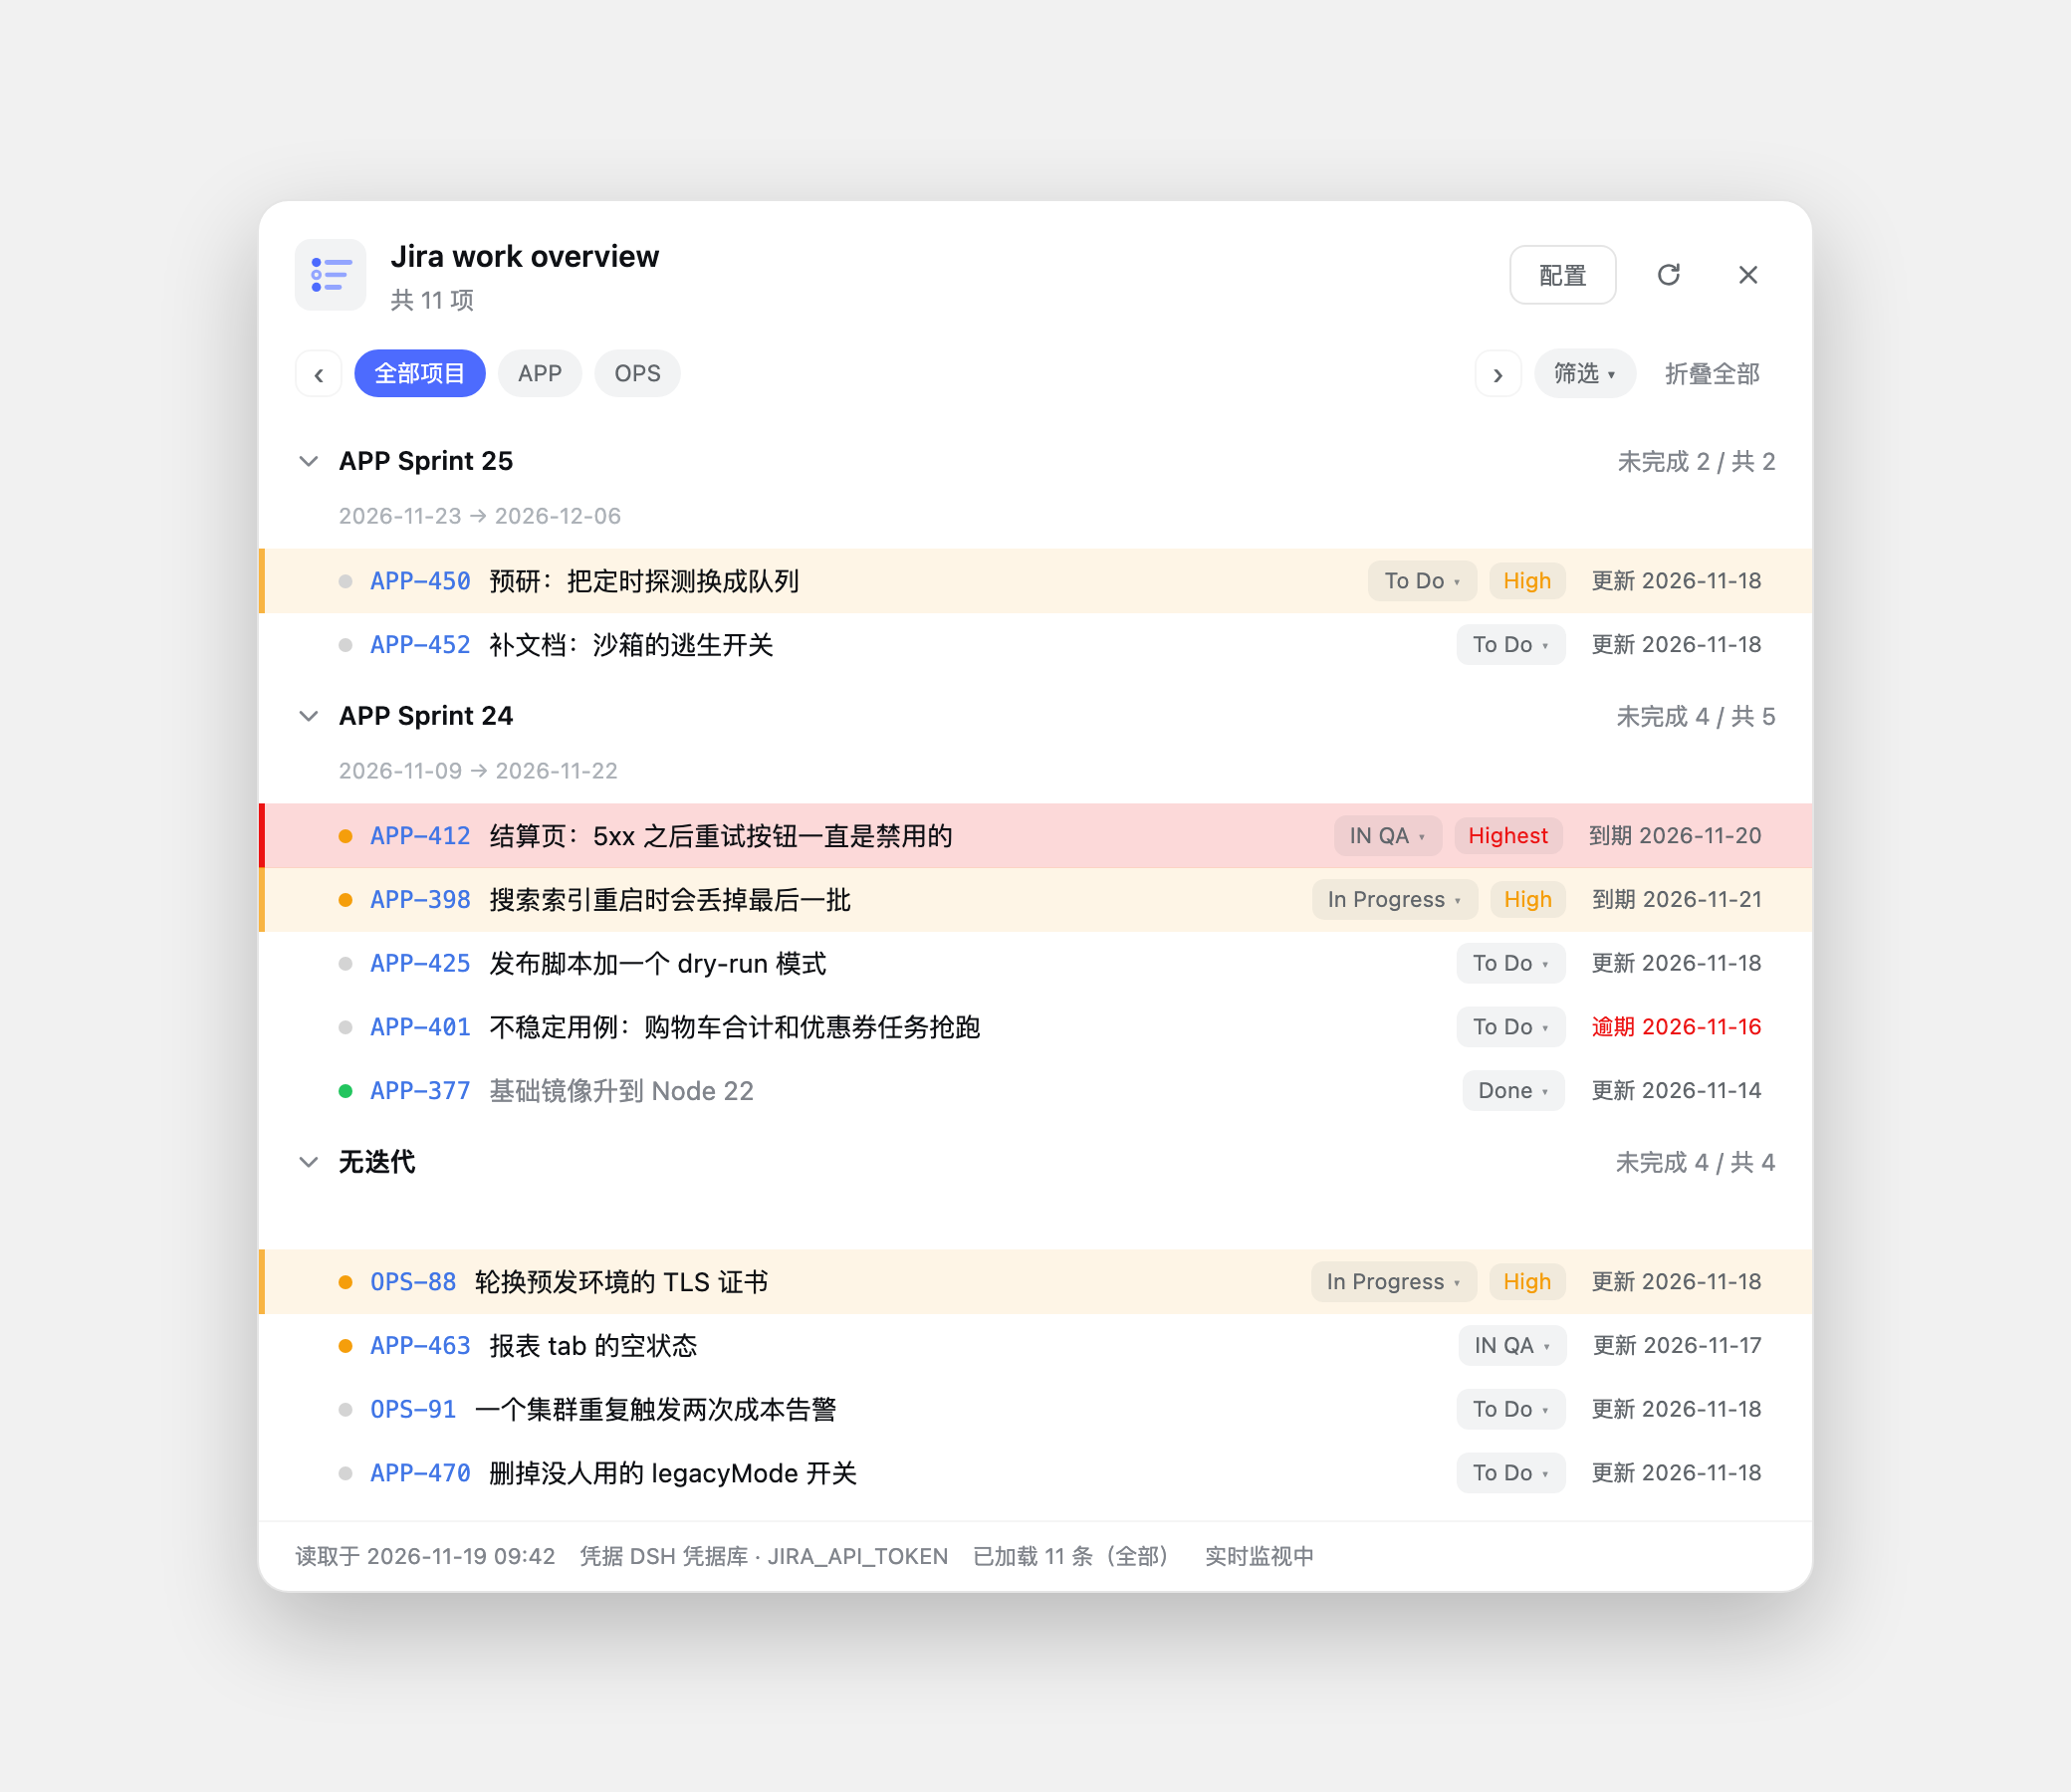 Jira work overview
共 11 项
配置
‹ 全部项目 APP OPS › 筛选 ▾ 折叠全部
APP Sprint 25 未完成 2 / 共 2
2026-11-23 → 2026-12-06
APP-450 预研：把定时探测换成队列 To Do ▾ High 更新 2026-11-18
APP-452 补文档：沙箱的逃生开关 To Do ▾ 更新 2026-11-18
APP Sprint 24 未完成 4 / 共 5
2026-11-09 → 2026-11-22
APP-412 结算页：5xx 之后重试按钮一直是禁用的 IN QA ▾ Highest 到期 2026-11-20
APP-398 搜索索引重启时会丢掉最后一批 In Progress ▾ High 到期 2026-11-21
APP-425 发布脚本加一个 dry-run 模式 To Do ▾ 更新 2026-11-18
APP-401 不稳定用例：购物车合计和优惠券任务抢跑 To Do ▾ 逾期 2026-11-16
APP-377 基础镜像升到 Node 22 Done ▾ 更新 2026-11-14
无迭代 未完成 4 / 共 4
OPS-88 轮换预发环境的 TLS 证书 In Progress ▾ High 更新 2026-11-18
APP-463 报表 tab 的空状态 IN QA ▾ 更新 2026-11-17
OPS-91 一个集群重复触发两次成本告警 To Do ▾ 更新 2026-11-18
APP-470 删掉没人用的 legacyMode 开关 To Do ▾ 更新 2026-11-18
读取于 2026-11-19 09:42 凭据 DSH 凭据库 · JIRA_API_TOKEN 已加载 11 条（全部） 实时监视中